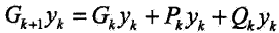 G_{k+1} y_k = G_k y_k + P_k y_k + Q_k y_k